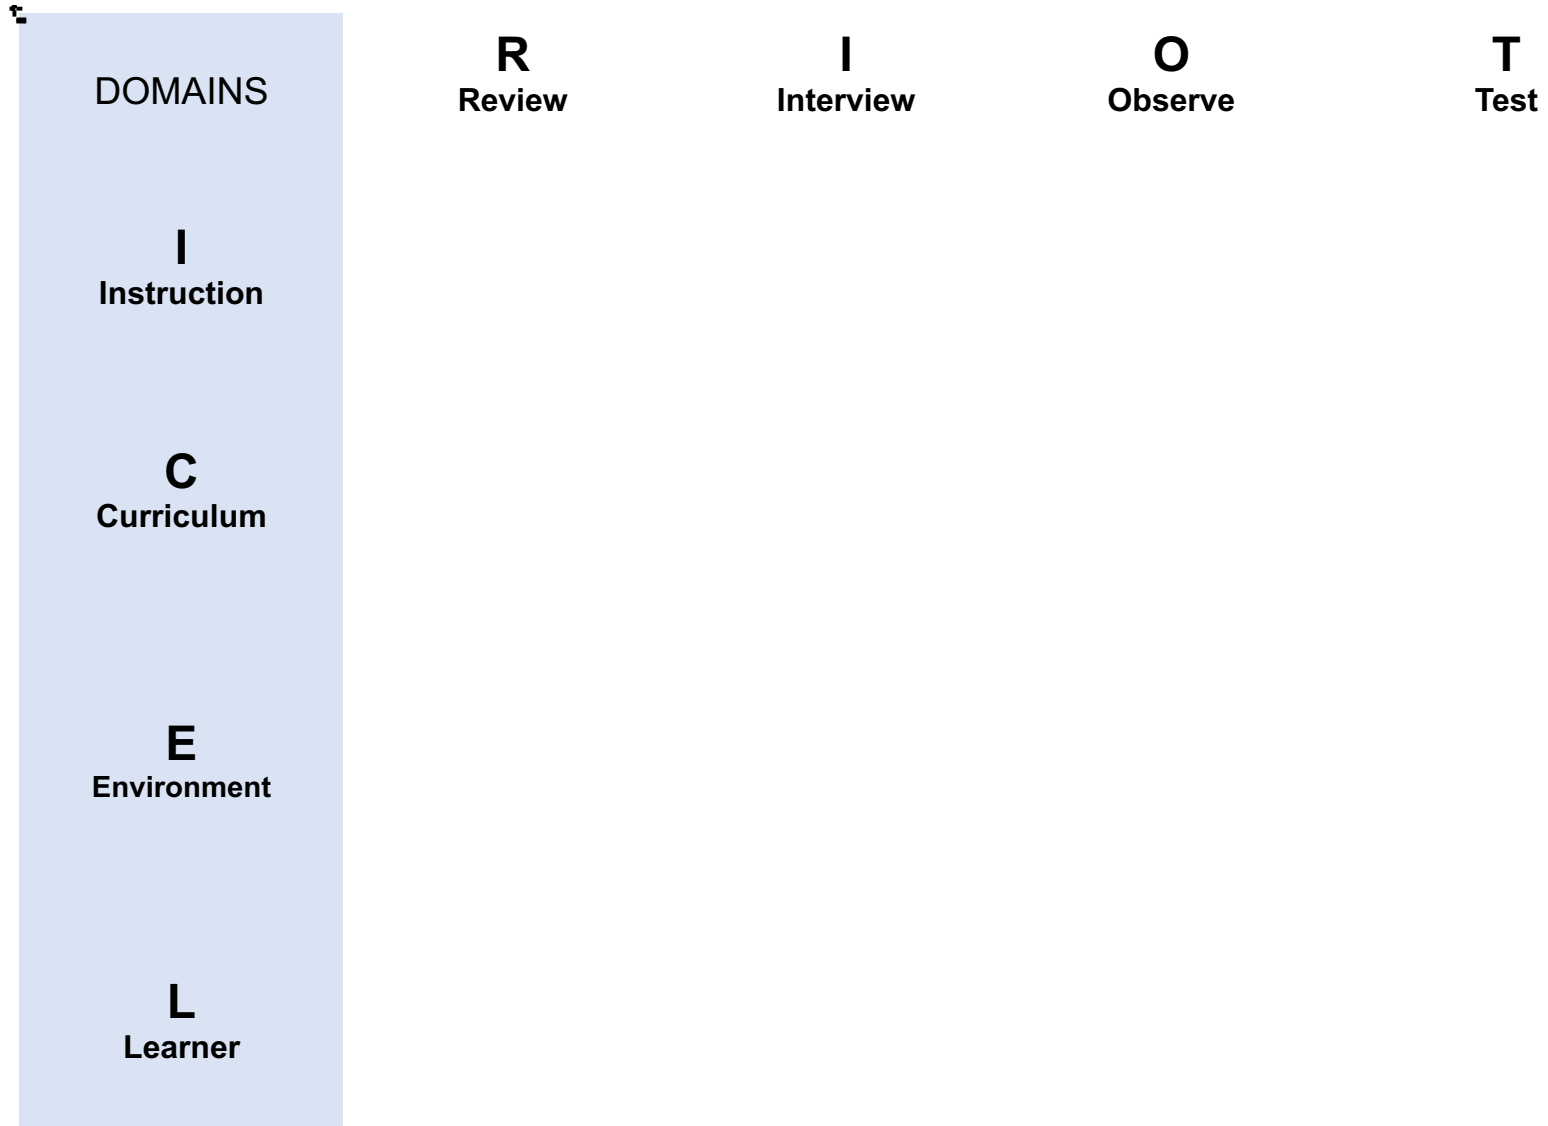 DOMAINS
R I O T
Review Interview Observe Test
I
Instruction
C
Curriculum
E
Environment
L
Learner